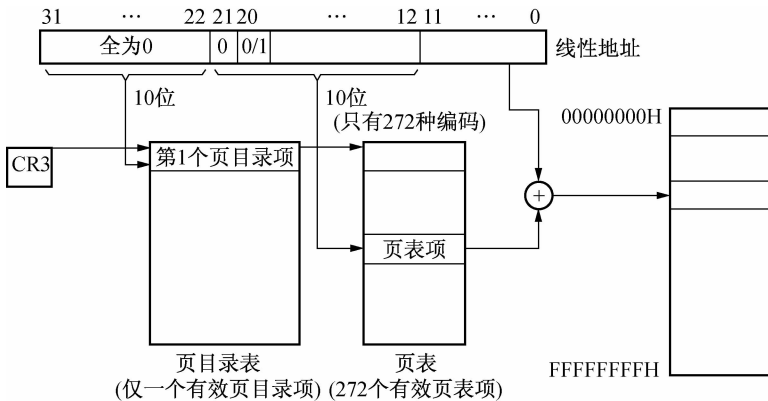 31 ··· 22 21 20 ··· 12 11 ··· 0
全为0 0 0/1 线性地址
10位 10位
(只有272种编码) 00000000H
CR3 第1个页目录项
+
页表项
页目录表 页表 FFFFFFFFH
(仅一个有效页目录项) (272个有效页表项)